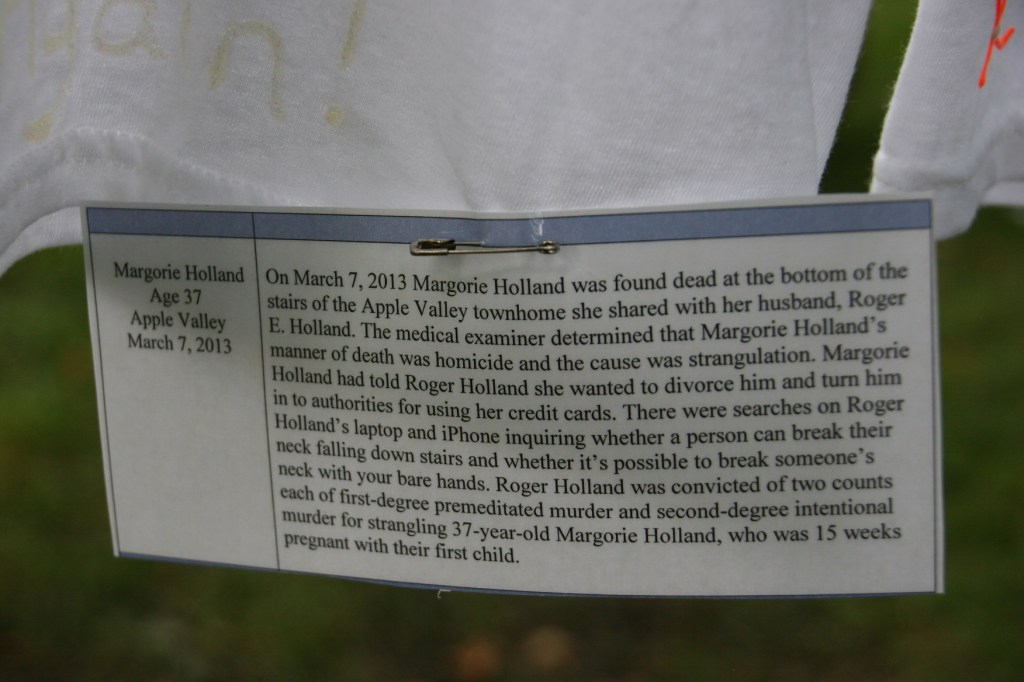 Again!
Margorie Holland
Age 37
Apple Valley
March 7, 2013
On March 7, 2013 Margorie Holland was found dead at the bottom of the
stairs of the Apple Valley townhome she shared with her husband, Roger
E. Holland. The medical examiner determined that Margorie Holland's
manner of death was homicide and the cause was strangulation. Margorie
Holland had told Roger Holland she wanted to divorce him and turn him
in to authorities for using her credit cards. There were searches on Roger
Holland's laptop and iPhone inquiring whether a person can break their
neck falling down stairs and whether it's possible to break someone's
neck with your bare hands. Roger Holland was convicted of two counts
each of first-degree premeditated murder and second-degree intentional
murder for strangling 37-year-old Margorie Holland, who was 15 weeks
pregnant with their first child.